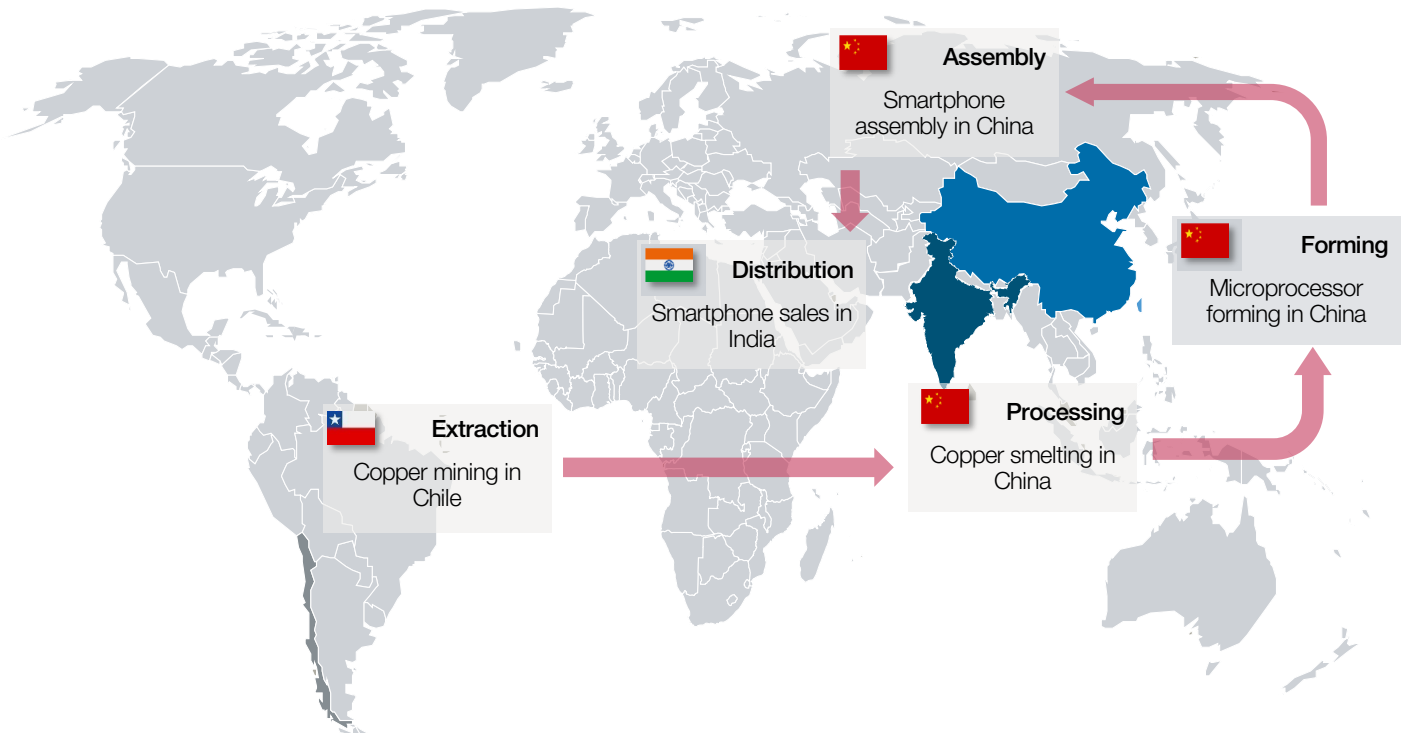 Extraction
Copper mining in
Chile
Processing
Copper smelting in
China
Forming
Microprocessor
forming in China
Assembly
Smartphone
assembly in China
Distribution
Smartphone sales in
India